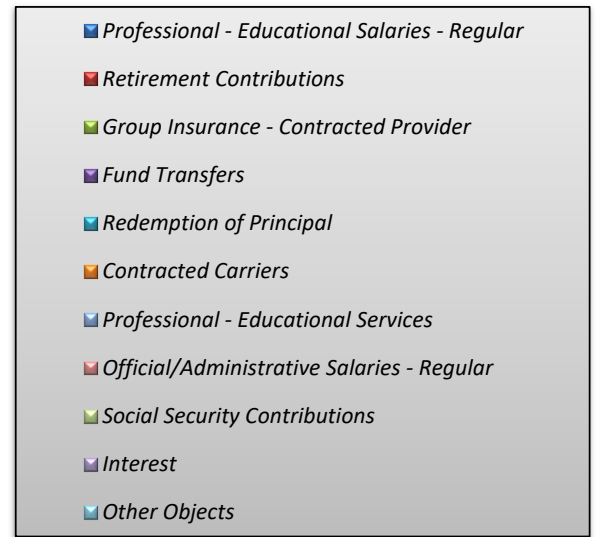 Professional - Educational Salaries - Regular
Retirement Contributions
Group Insurance - Contracted Provider
Fund Transfers
Redemption of Principal
Contracted Carriers
Professional - Educational Services
Official/Administrative Salaries - Regular
Social Security Contributions
Interest
Other Objects